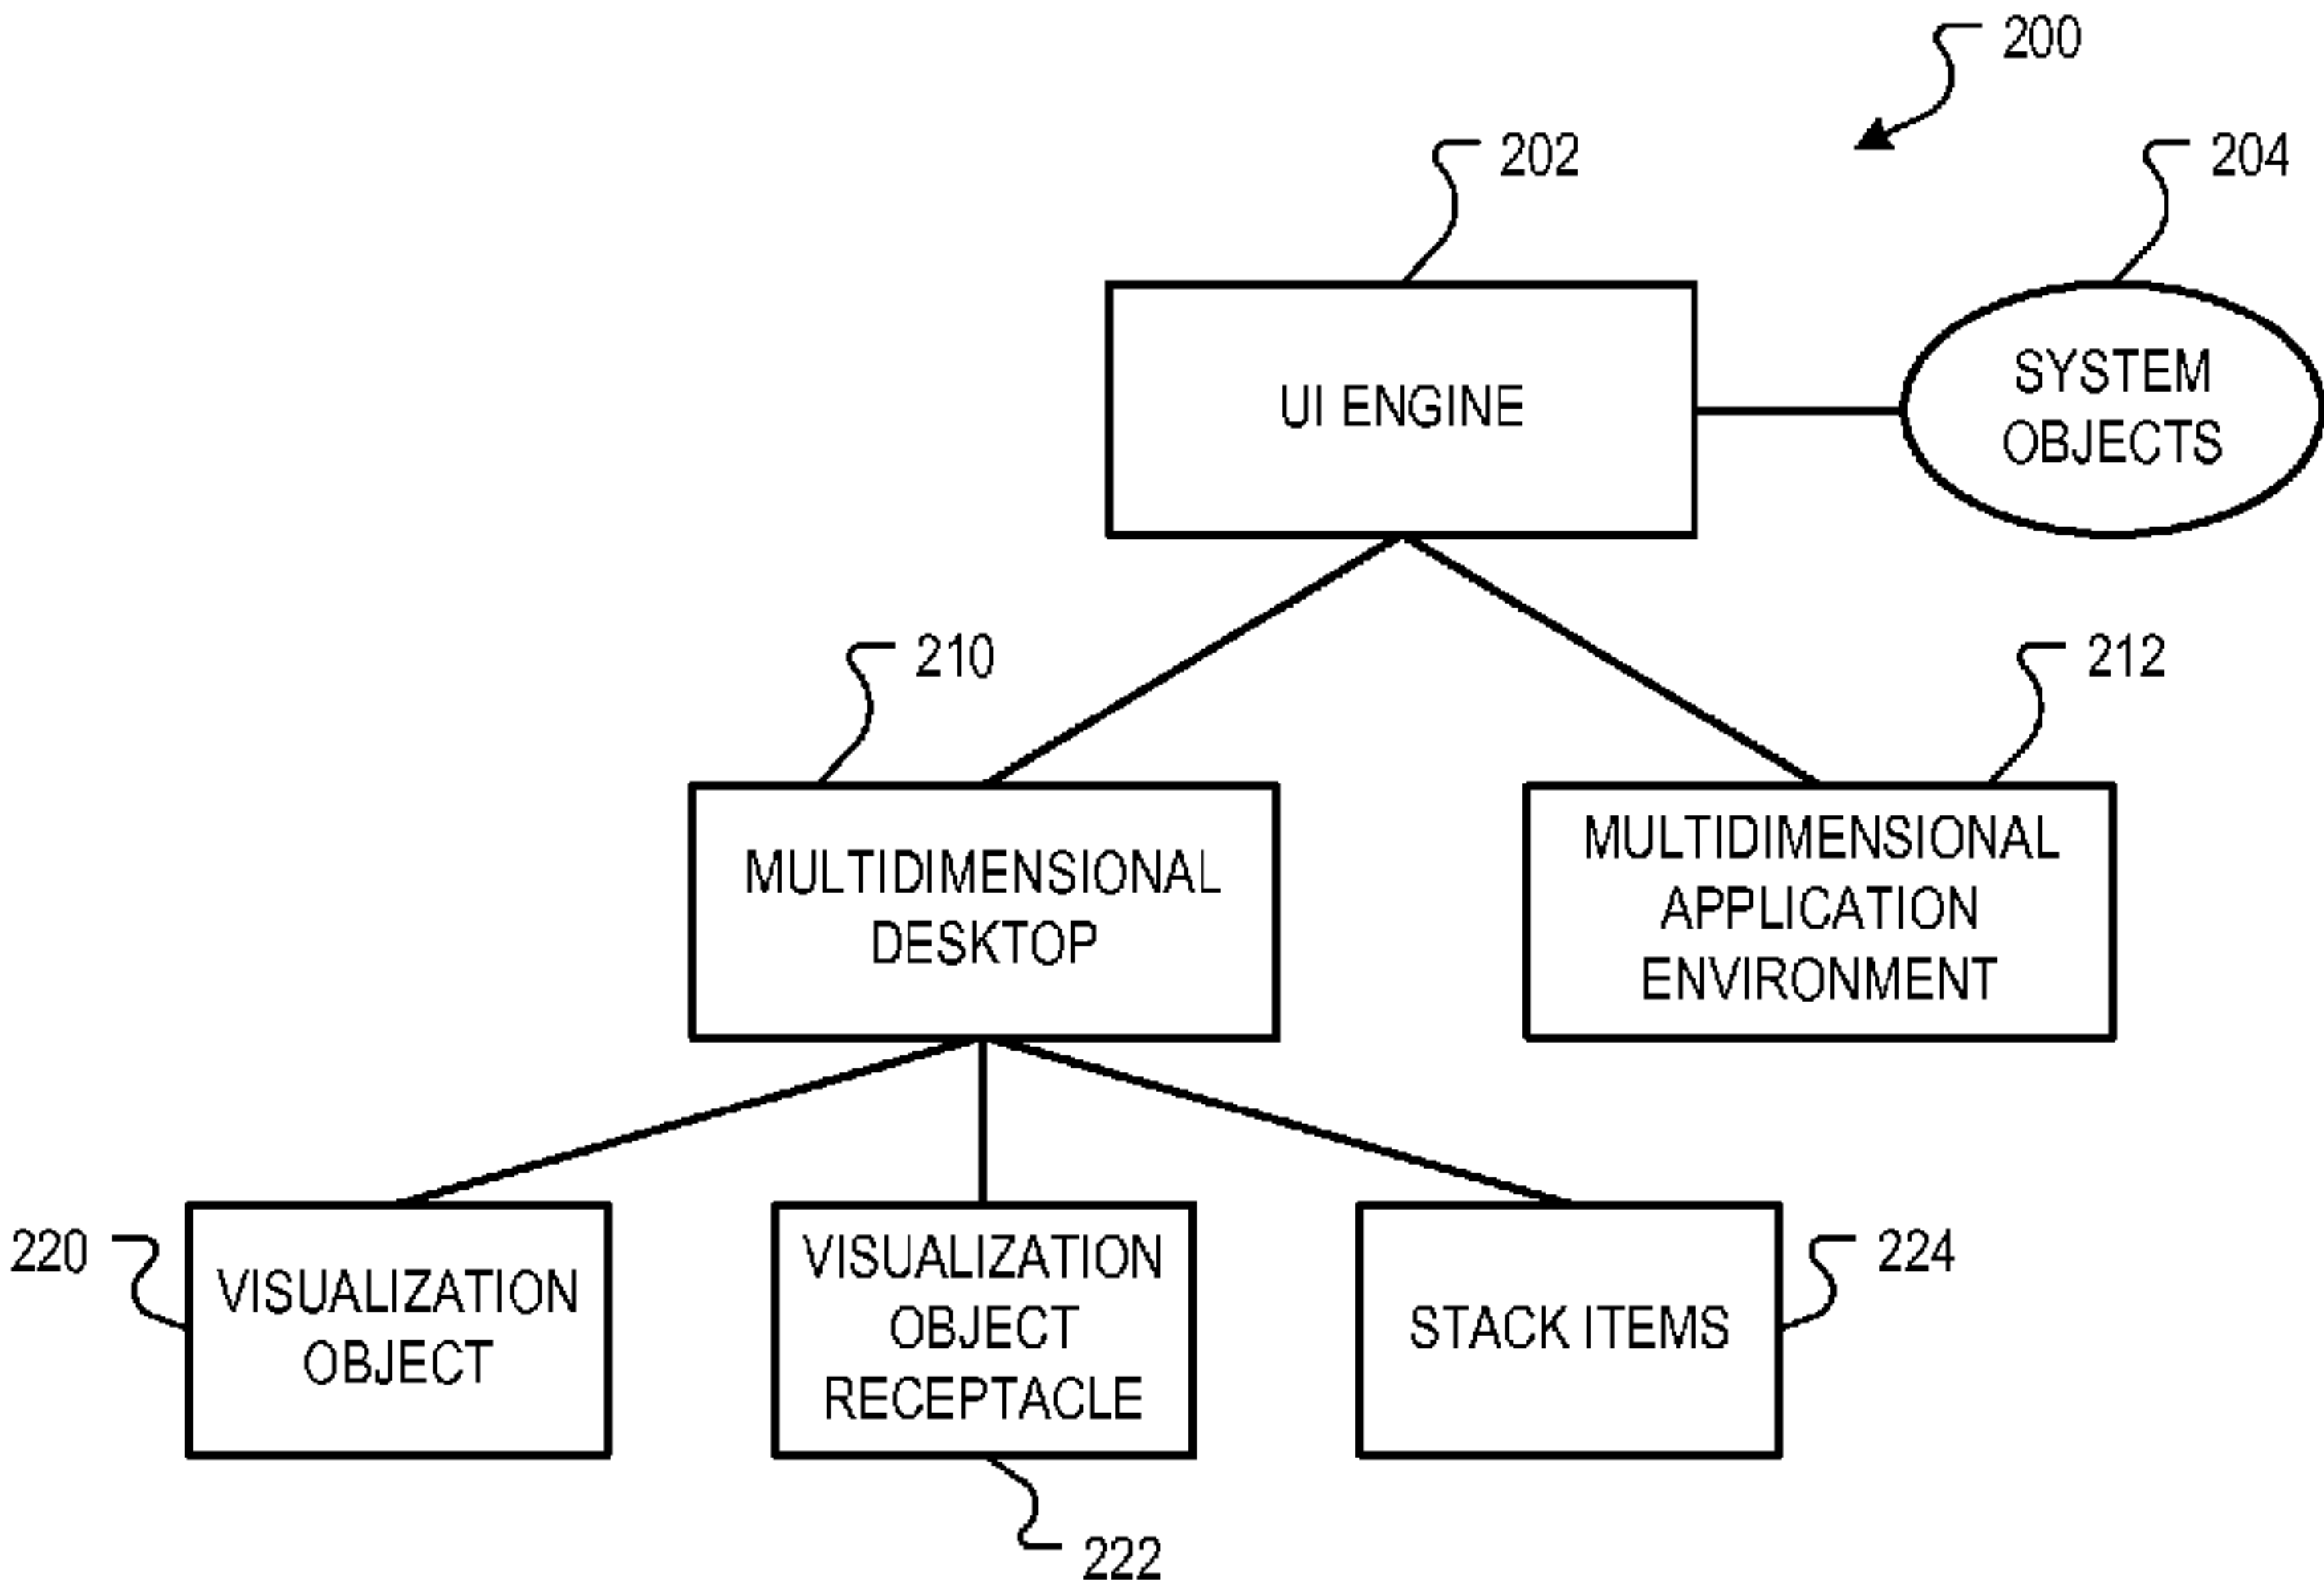 200
202
204
UI ENGINE
SYSTEM
OBJECTS
210
212
MULTIDIMENSIONAL
DESKTOP
MULTIDIMENSIONAL
APPLICATION
ENVIRONMENT
220
VISUALIZATION
OBJECT
VISUALIZATION
OBJECT
RECEPTACLE
STACK ITEMS
224
222